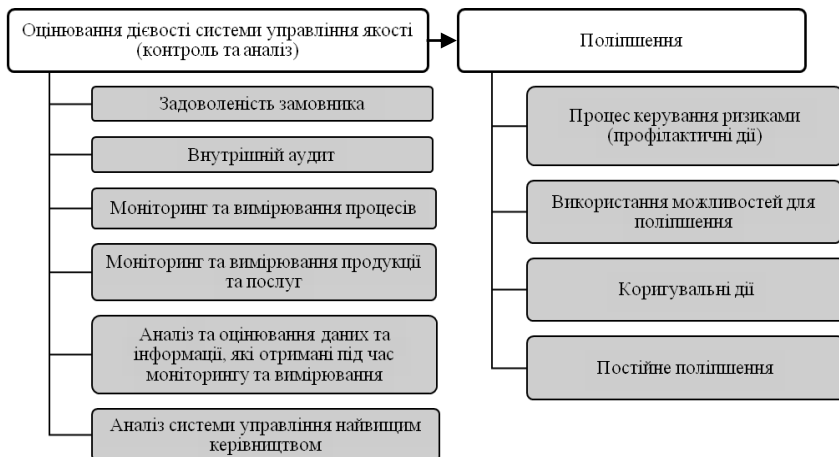 Оцінювання дієвості системи управління якості
(контроль та аналіз)
Задоволеність замовника
Внутрішній аудит
Моніторинг та вимірювання процесів
Моніторинг та вимірювання продукції
та послуг
Аналіз та оцінювання даних та
інформації, які отримані під час
моніторингу та вимірювання
Аналіз системи управління найвищим
керівництвом
Поліпшення
Процес керування ризиками
(профілактичні дії)
Використання можливостей для
поліпшення
Коригувальні дії
Постійне поліпшення